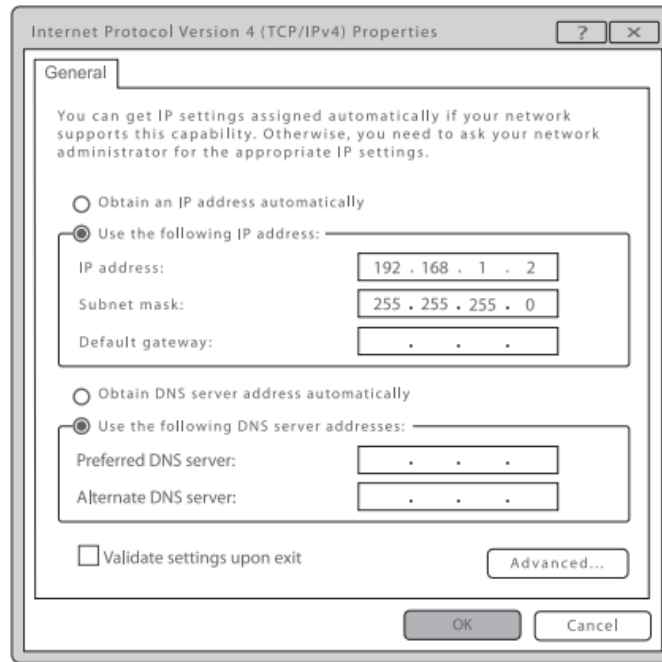 Internet Protocol Version 4 (TCP/IPv4) Properties ? ×
General
You can get IP settings assigned automatically if your network
supports this capability. Otherwise, you need to ask your network
administrator for the appropriate IP settings.
Obtain an IP address automatically
Use the following IP address:
IP address: 192 . 168 . 1 . 2
Subnet mask: 255 . 255 . 255 . 0
Default gateway: . . .
Obtain DNS server address automatically
Use the following DNS server addresses:
Preferred DNS server: . . .
Alternate DNS server: . . .
Validate settings upon exit
Advanced...
OK Cancel